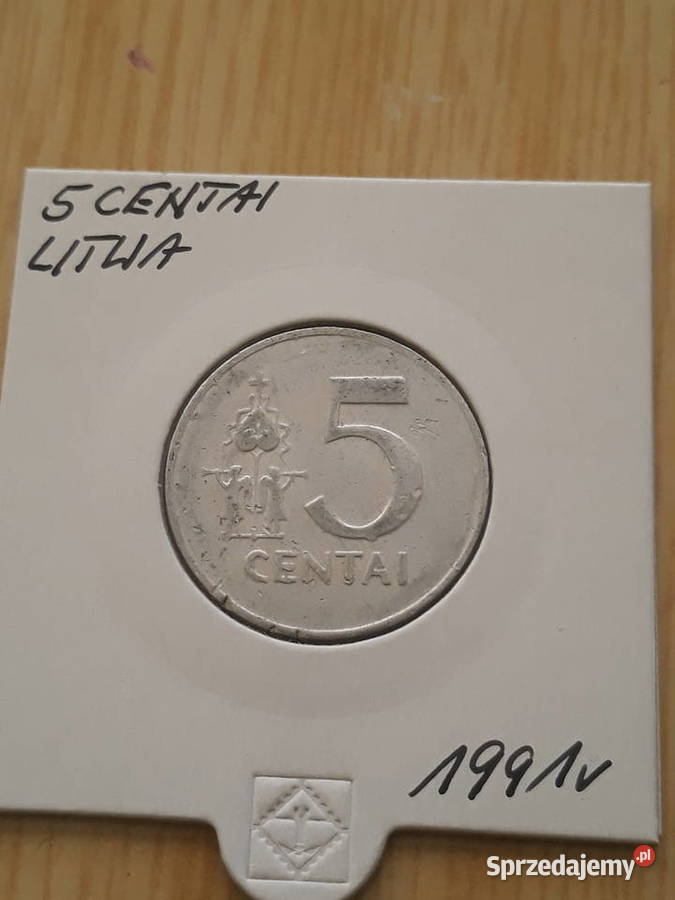 5 CENTAI
LITWA
5
CENTAI
1991r
Sprzedajemy.pl